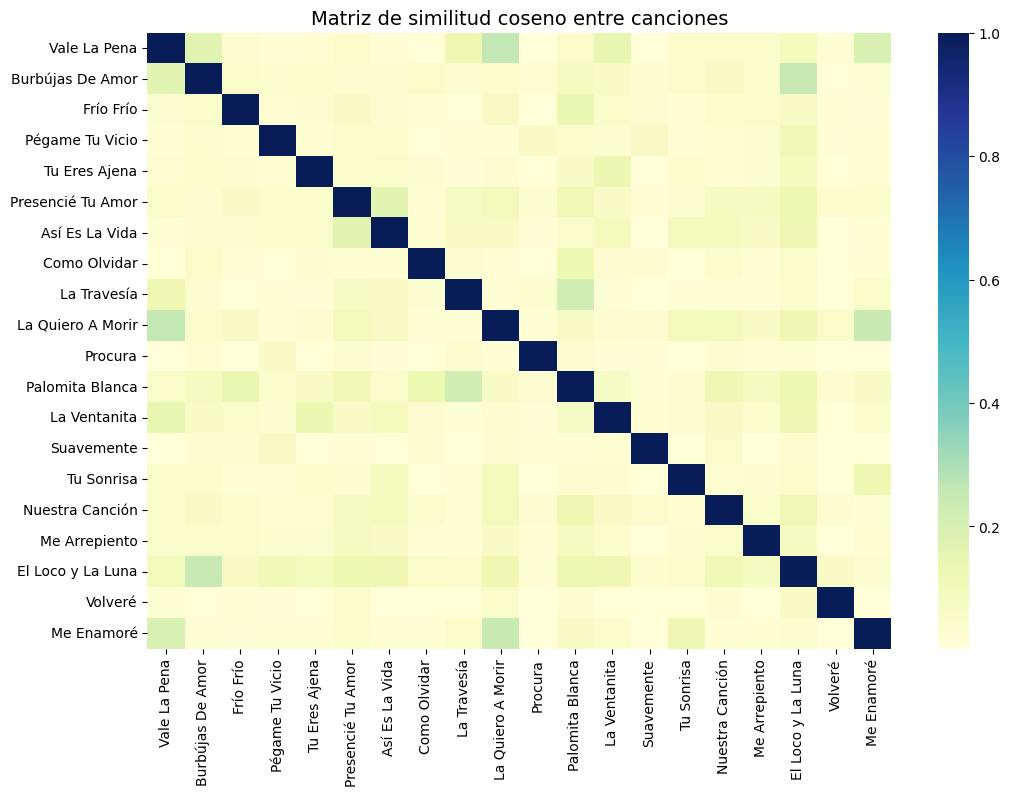 Matriz de similitud coseno entre canciones
Vale La Pena
Burbújas De Amor
Frío Frío
Pégame Tu Vicio
Tu Eres Ajena
Presencié Tu Amor
Así Es La Vida
Como Olvidar
La Travesía
La Quiero A Morir
Procura
Palomita Blanca
La Ventanita
Suavemente
Tu Sonrisa
Nuestra Canción
Me Arrepiento
El Loco y La Luna
Volveré
Me Enamoré
Vale La Pena
Burbújas De Amor
Frío Frío
Pégame Tu Vicio
Tu Eres Ajena
Presencié Tu Amor
Así Es La Vida
Como Olvidar
La Travesía
La Quiero A Morir
Procura
Palomita Blanca
La Ventanita
Suavemente
Tu Sonrisa
Nuestra Canción
Me Arrepiento
El Loco y La Luna
Volveré
Me Enamoré
1.0
0.8
0.6
0.4
0.2